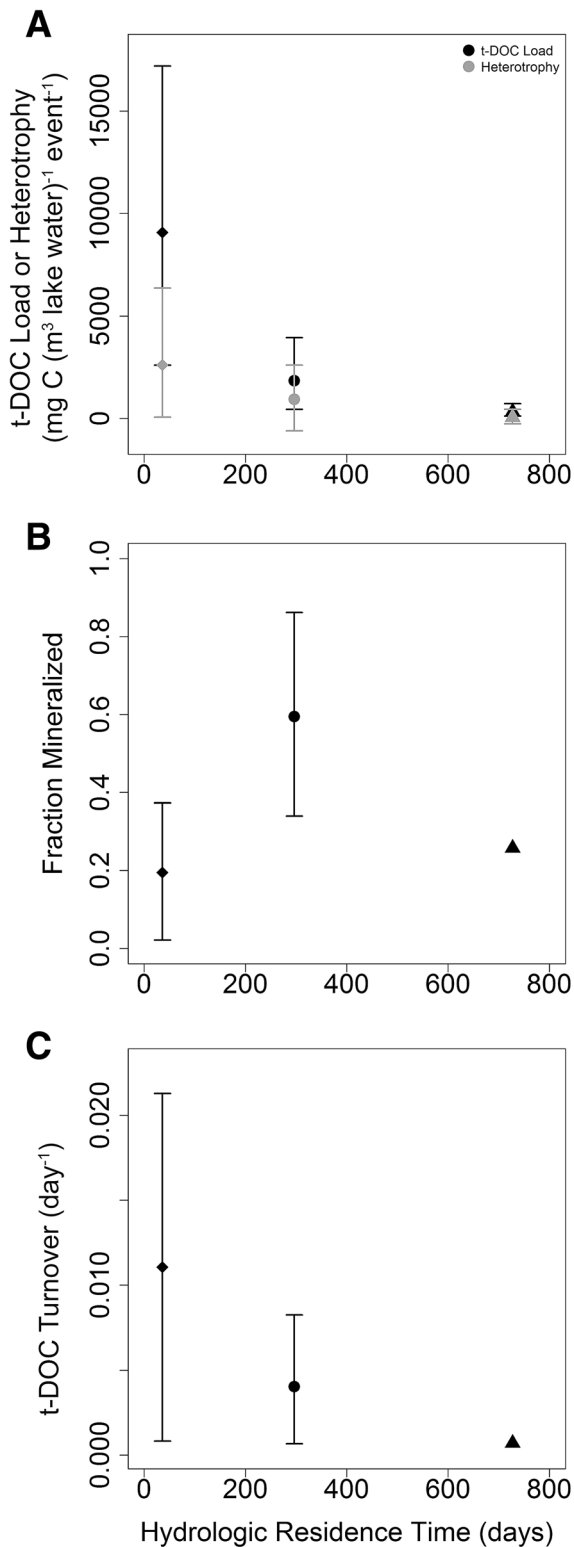 A
t-DOC Load or Heterotrophy
(mg C (m³ lake water)⁻¹ event⁻¹)
15000
10000
5000
0
t-DOC Load
Heterotrophy
0 200 400 600 800
B
Fraction Mineralized
1.0
0.8
0.6
0.4
0.2
0.0
0 200 400 600 800
C
t-DOC Turnover (day⁻¹)
0.020
0.010
0.000
0 200 400 600 800
Hydrologic Residence Time (days)